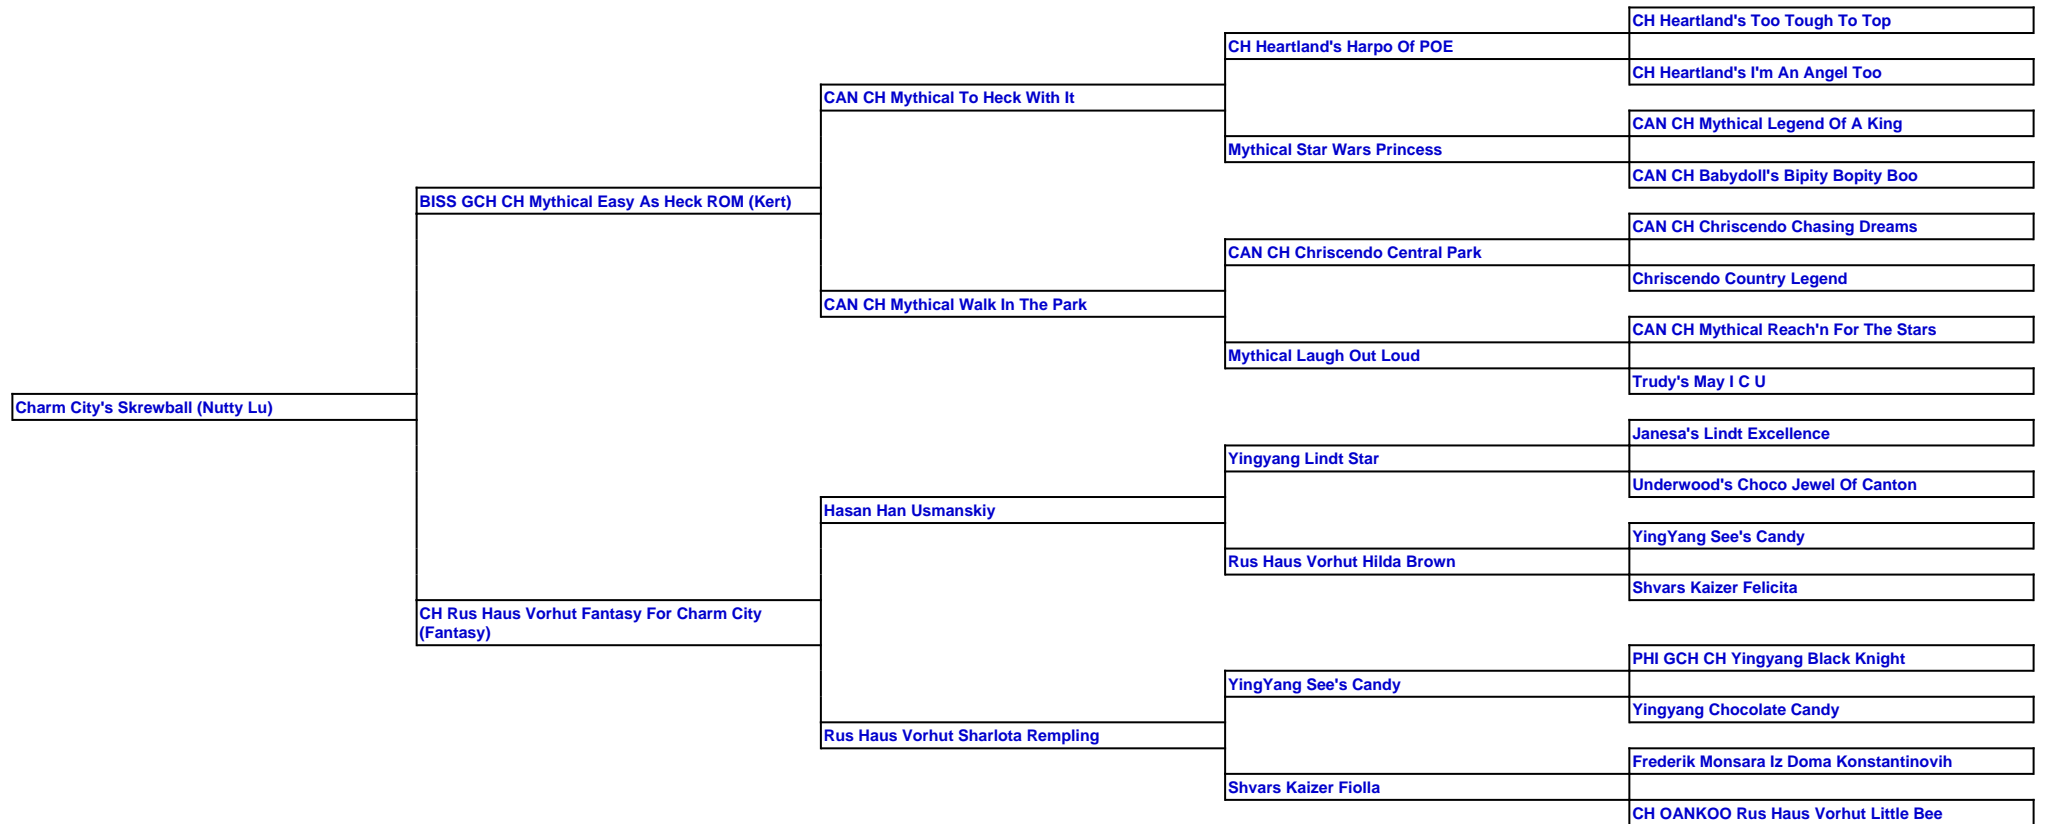 CH Heartland's Too Tough To Top
CH Heartland's Harpo Of POE
CH Heartland's I'm An Angel Too
CAN CH Mythical To Heck With It
CAN CH Mythical Legend Of A King
Mythical Star Wars Princess
CAN CH Babydoll's Bipity Bopity Boo
BISS GCH CH Mythical Easy As Heck ROM (Kert)
CAN CH Chriscendo Chasing Dreams
CAN CH Chriscendo Central Park
Chriscendo Country Legend
CAN CH Mythical Walk In The Park
CAN CH Mythical Reach'n For The Stars
Mythical Laugh Out Loud
Trudy's May I C U
Charm City's Skrewball (Nutty Lu)
Janesa's Lindt Excellence
Yingyang Lindt Star
Underwood's Choco Jewel Of Canton
Hasan Han Usmanskiy
YingYang See's Candy
Rus Haus Vorhut Hilda Brown
Shvars Kaizer Felicita
CH Rus Haus Vorhut Fantasy For Charm City
(Fantasy)
PHI GCH CH Yingyang Black Knight
YingYang See's Candy
Yingyang Chocolate Candy
Rus Haus Vorhut Sharlota Rempling
Frederik Monsara Iz Doma Konstantinovih
Shvars Kaizer Fiolla
CH OANKOO Rus Haus Vorhut Little Bee